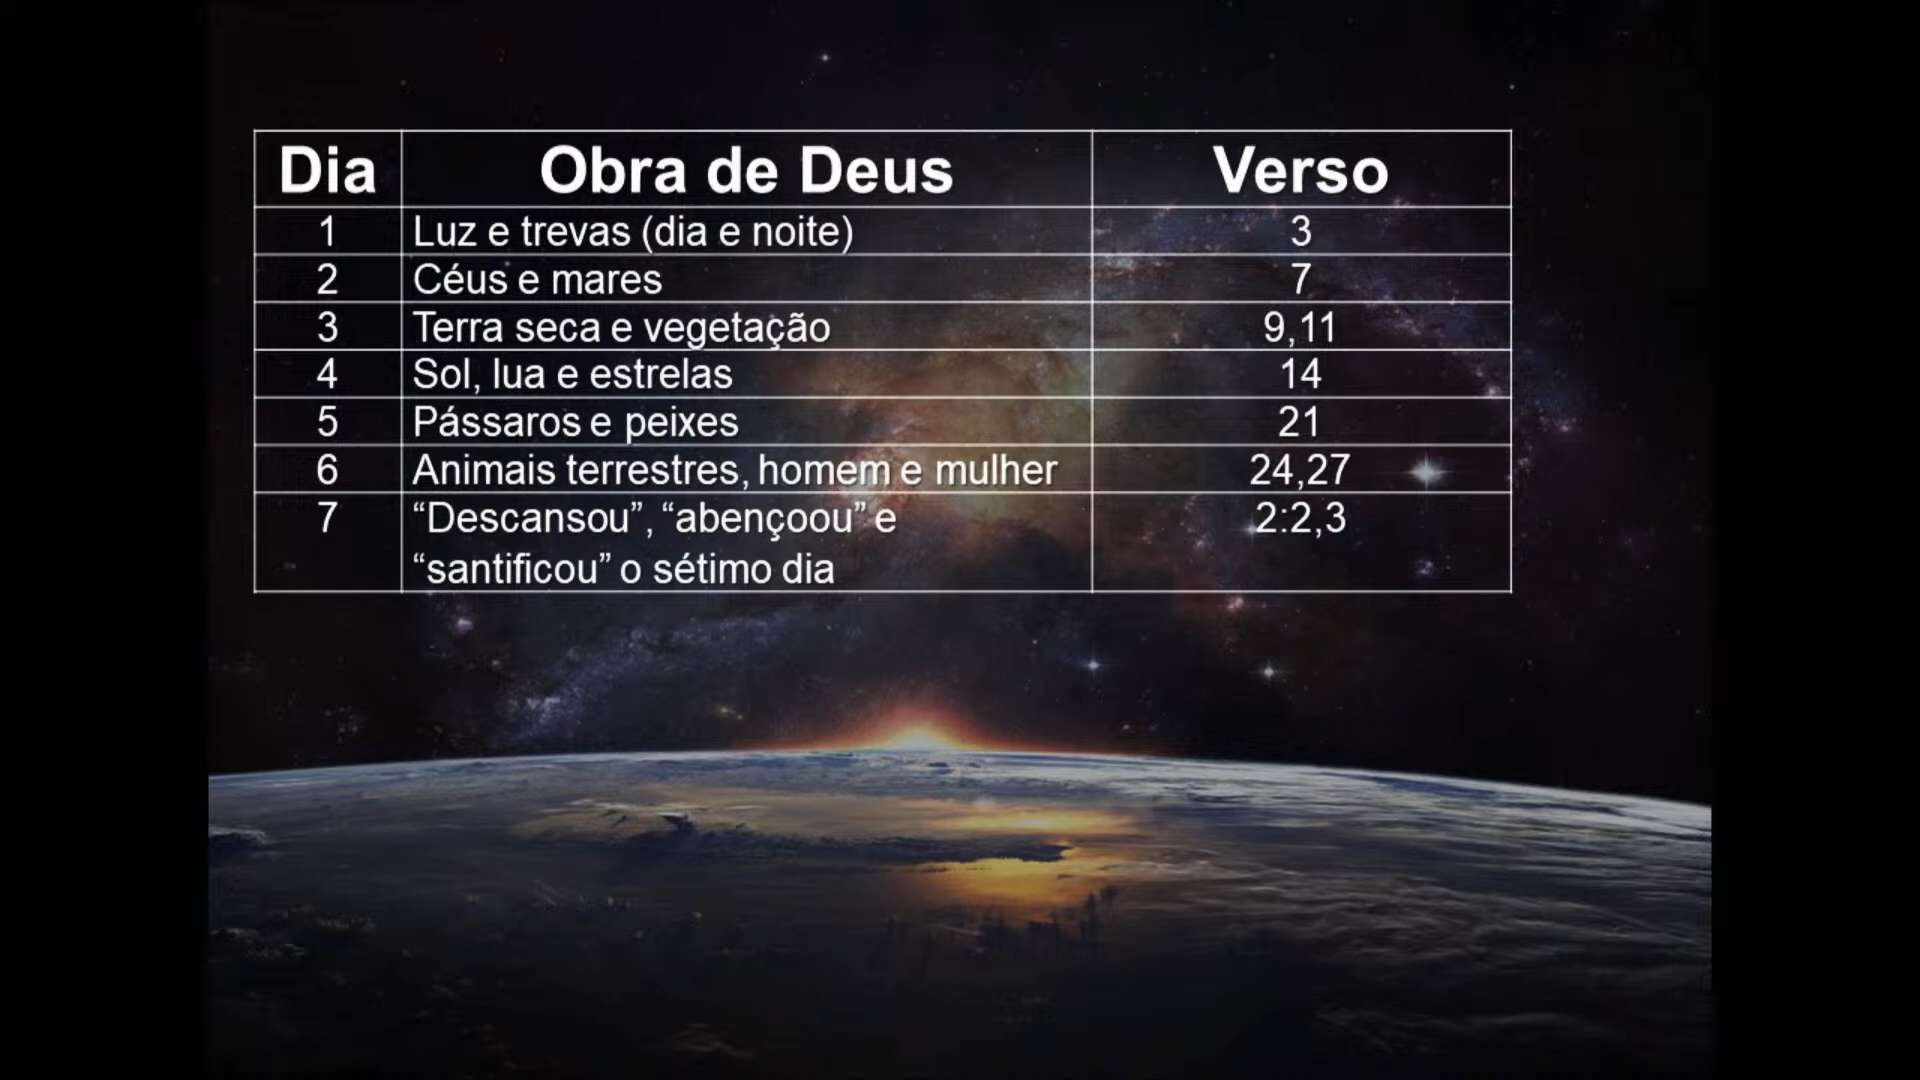 Dia Obra de Deus Verso
1 Luz e trevas (dia e noite) 3
2 Céus e mares 7
3 Terra seca e vegetação 9,11
4 Sol, lua e estrelas 14
5 Pássaros e peixes 21
6 Animais terrestres, homem e mulher 24,27
7 “Descansou”, “abençoou” e 2:2,3
“santificou” o sétimo dia